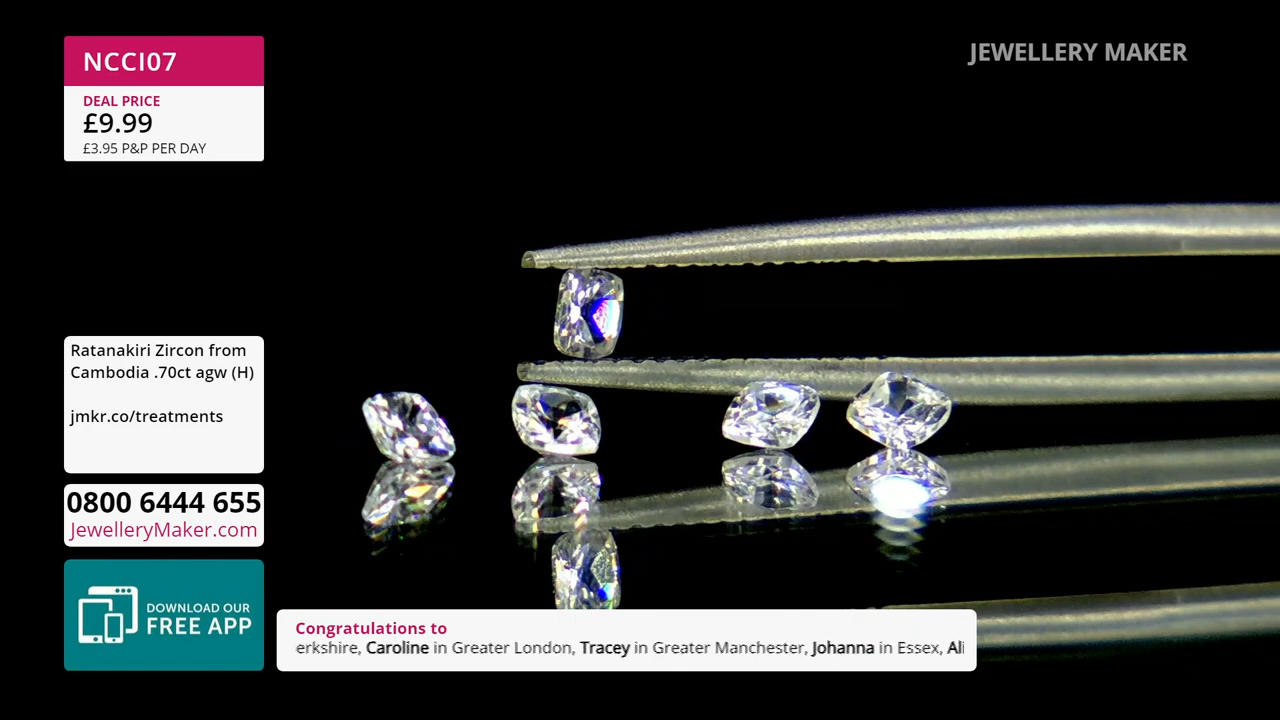 NCCI07
JEWELLERY MAKER
DEAL PRICE
£9.99
£3.95 P&P PER DAY
Ratanakiri Zircon from
Cambodia .70ct agw (H)
jmkr.co/treatments
0800 6444 655
JewelleryMaker.com
DOWNLOAD OUR
FREE APP
Congratulations to
erkshire, Caroline in Greater London, Tracey in Greater Manchester, Johanna in Essex, Ali